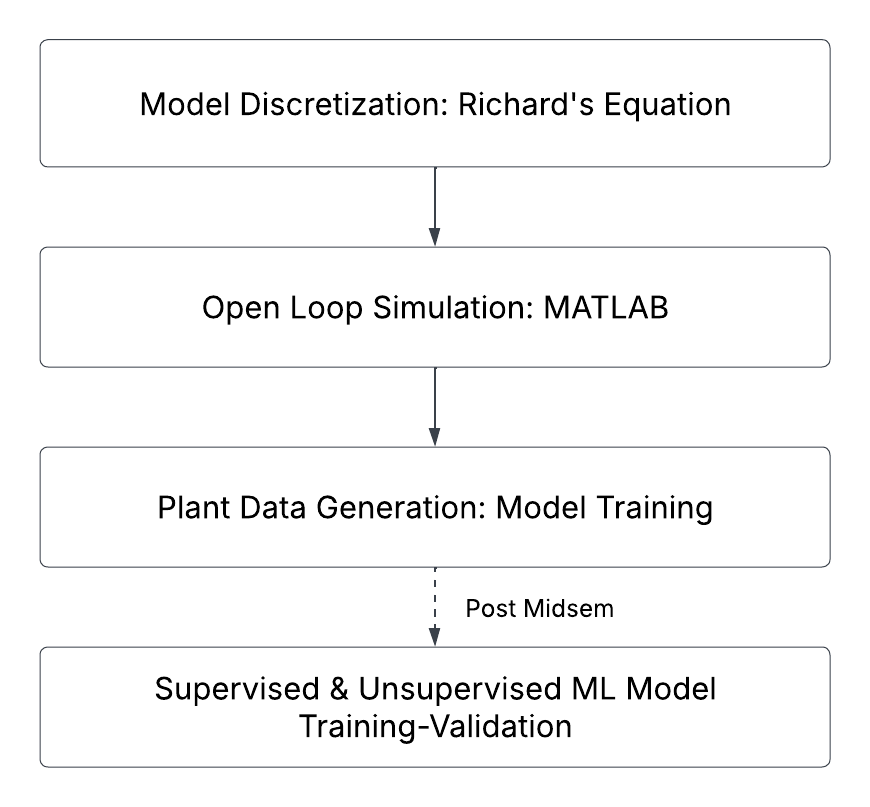 Model Discretization: Richard's Equation
Open Loop Simulation: MATLAB
Plant Data Generation: Model Training
Post Midsem
Supervised & Unsupervised ML Model
Training-Validation